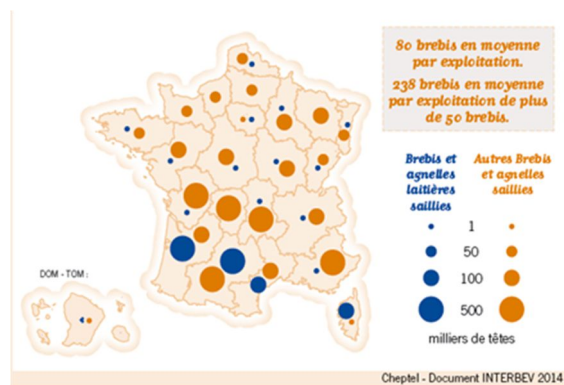 80 brebis en moyenne
par exploitation.
238 brebis en moyenne
par exploitation de plus
de 50 brebis.
Brebis et
agnelles
laitières
saillies
Autres Brebis
et agnelles
saillies
1
50
100
500
milliers de têtes
DOM - TOM :
Cheptel - Document INTERBEV 2014